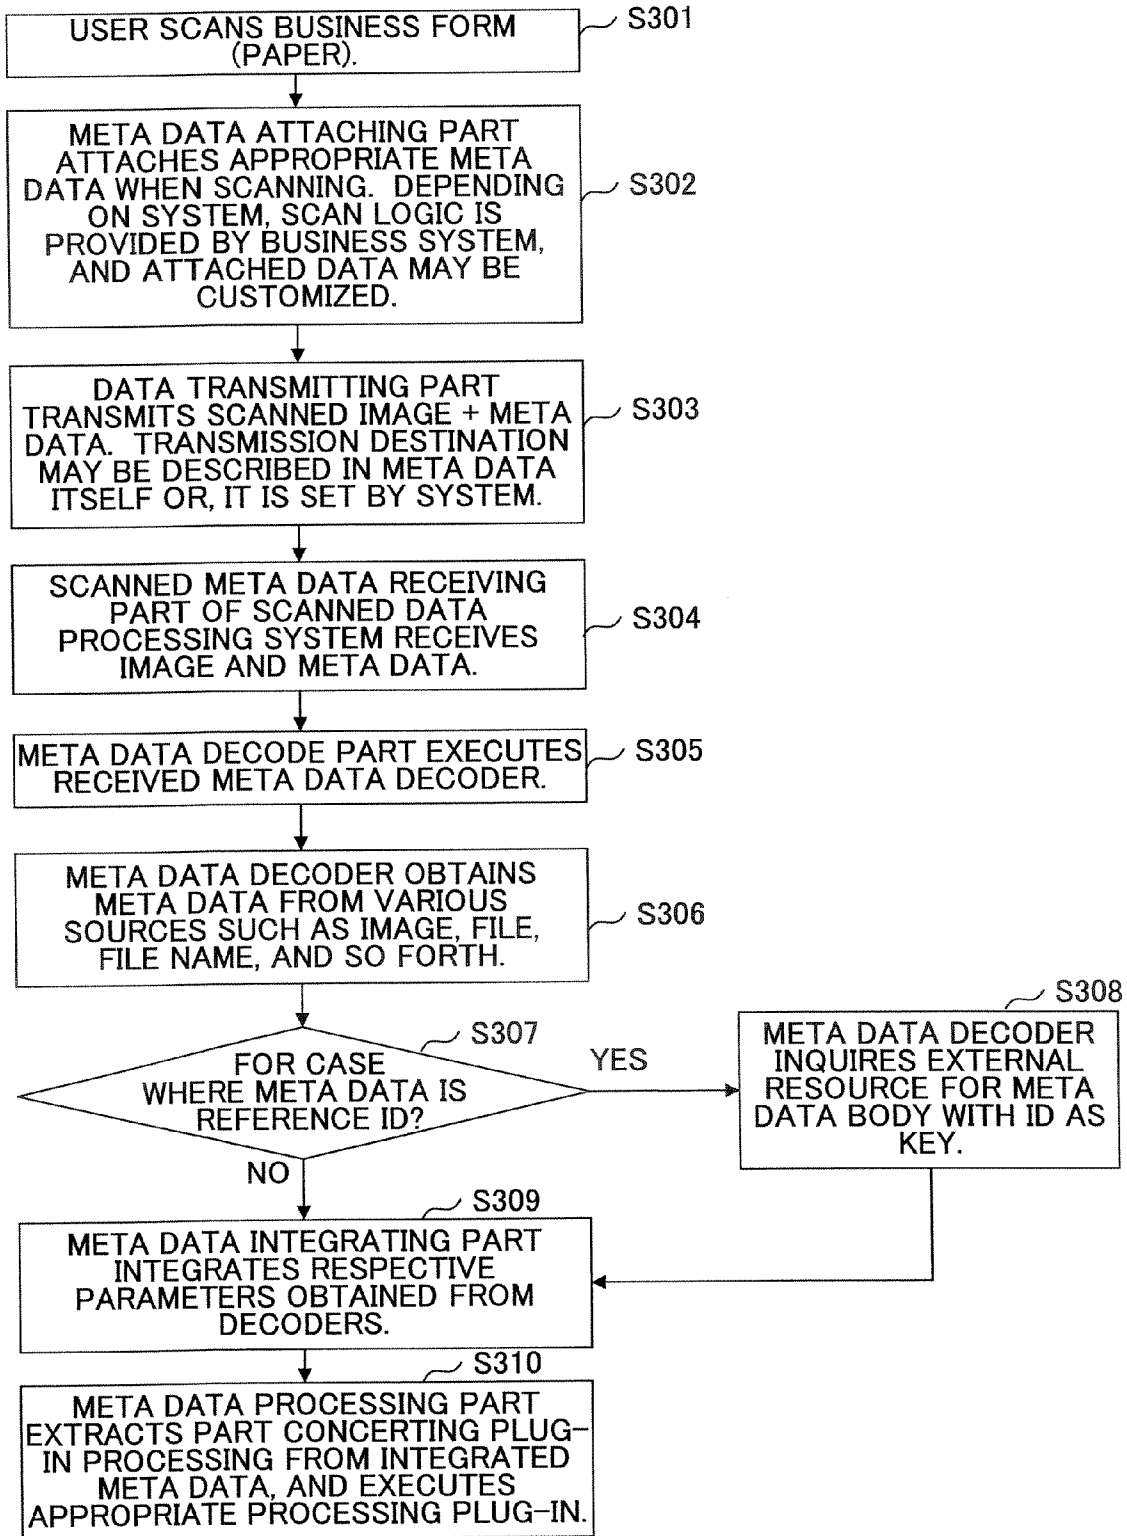 USER SCANS BUSINESS FORM
(PAPER).
S301
META DATA ATTACHING PART
ATTACHES APPROPRIATE META
DATA WHEN SCANNING. DEPENDING
ON SYSTEM, SCAN LOGIC IS
PROVIDED BY BUSINESS SYSTEM,
AND ATTACHED DATA MAY BE
CUSTOMIZED.
S302
DATA TRANSMITTING PART
TRANSMITS SCANNED IMAGE + META
DATA. TRANSMISSION DESTINATION
MAY BE DESCRIBED IN META DATA
ITSELF OR, IT IS SET BY SYSTEM.
S303
SCANNED META DATA RECEIVING
PART OF SCANNED DATA
PROCESSING SYSTEM RECEIVES
IMAGE AND META DATA.
S304
META DATA DECODE PART EXECUTES
RECEIVED META DATA DECODER.
S305
META DATA DECODER OBTAINS
META DATA FROM VARIOUS
SOURCES SUCH AS IMAGE, FILE,
FILE NAME, AND SO FORTH.
S306
S307
FOR CASE
WHERE META DATA IS
REFERENCE ID?
YES
NO
S308
META DATA DECODER
INQUIRES EXTERNAL
RESOURCE FOR META
DATA BODY WITH ID AS
KEY.
S309
META DATA INTEGRATING PART
INTEGRATES RESPECTIVE
PARAMETERS OBTAINED FROM
DECODERS.
S310
META DATA PROCESSING PART
EXTRACTS PART CONCERTING PLUG-
IN PROCESSING FROM INTEGRATED
META DATA, AND EXECUTES
APPROPRIATE PROCESSING PLUG-IN.